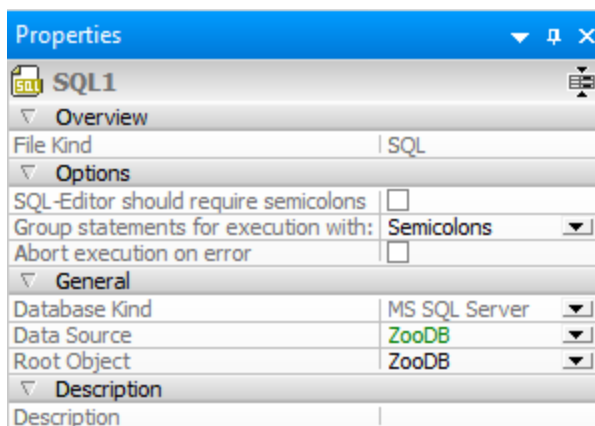 Properties
SQL1
Overview
File Kind SQL
Options
SQL-Editor should require semicolons
Group statements for execution with: Semicolons
Abort execution on error
General
Database Kind MS SQL Server
Data Source ZooDB
Root Object ZooDB
Description
Description